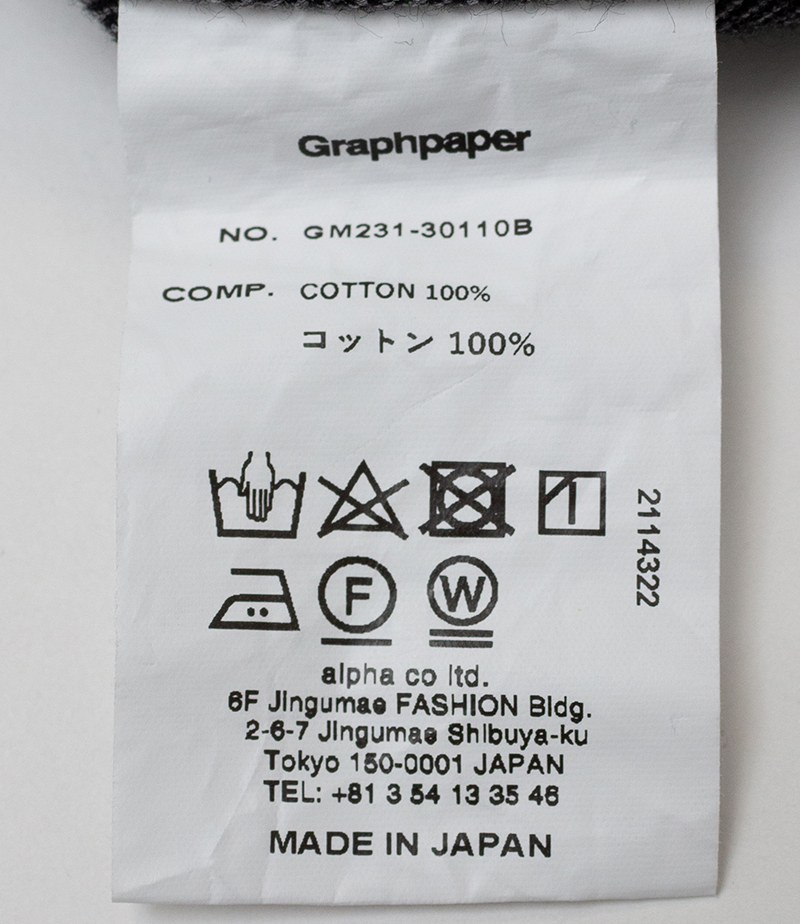 Graphpaper
NO. GM231-30110B
COMP. COTTON 100%
コットン 100%
2114322
F W
alpha co ltd.
6F Jingumae FASHION Bldg.
2-6-7 Jingumae Shibuya-ku
Tokyo 150-0001 JAPAN
TEL: +81 3 54 13 35 46
MADE IN JAPAN